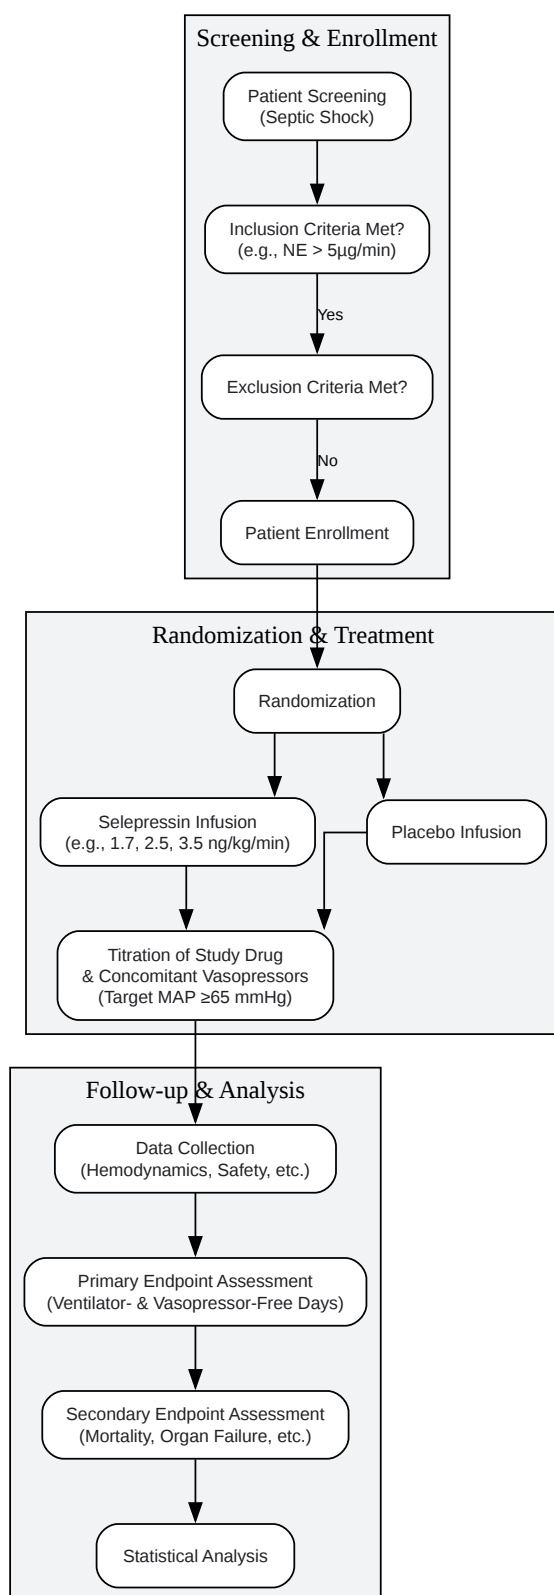 Screening & Enrollment
Patient Screening
(Septic Shock)
Inclusion Criteria Met?
(e.g., NE > 5µg/min)
Yes
Exclusion Criteria Met?
No
Patient Enrollment
Randomization & Treatment
Randomization
Selepressin Infusion
(e.g., 1.7, 2.5, 3.5 ng/kg/min)
Placebo Infusion
Titration of Study Drug
& Concomitant Vasopressors
(Target MAP ≥65 mmHg)
Follow-up & Analysis
Data Collection
(Hemodynamics, Safety, etc.)
Primary Endpoint Assessment
(Ventilator- & Vasopressor-Free Days)
Secondary Endpoint Assessment
(Mortality, Organ Failure, etc.)
Statistical Analysis